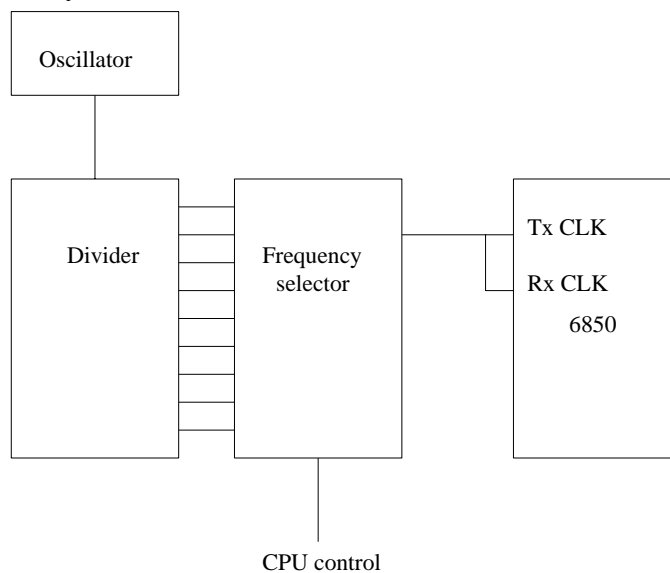 Oscillator
Divider
Frequency
selector
Tx CLK
Rx CLK
6850
CPU control